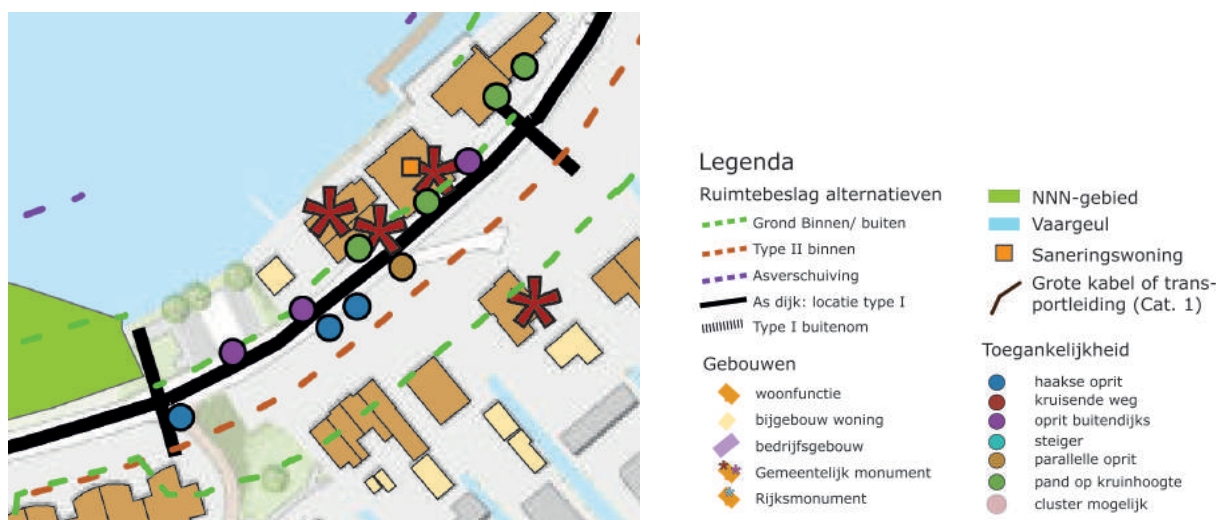 Legenda
Ruimtebeslag alternatieven
Grond Binnen/ buiten
Type II binnen
Asverschuiving
As dijk: locatie type I
Type I buitenom
Gebouwen
woonfunctie
bijgebouw woning
bedrijfsgebouw
Gemeentelijk monument
Rijksmonument
NNN-gebied
Vaargeul
Saneringswoning
Grote kabel of trans-
portleiding (Cat. 1)
Toegankelijkheid
haakse oprit
kruisende weg
oprit buitendijks
steiger
parallelle oprit
pand op kruinhoogte
cluster mogelijk